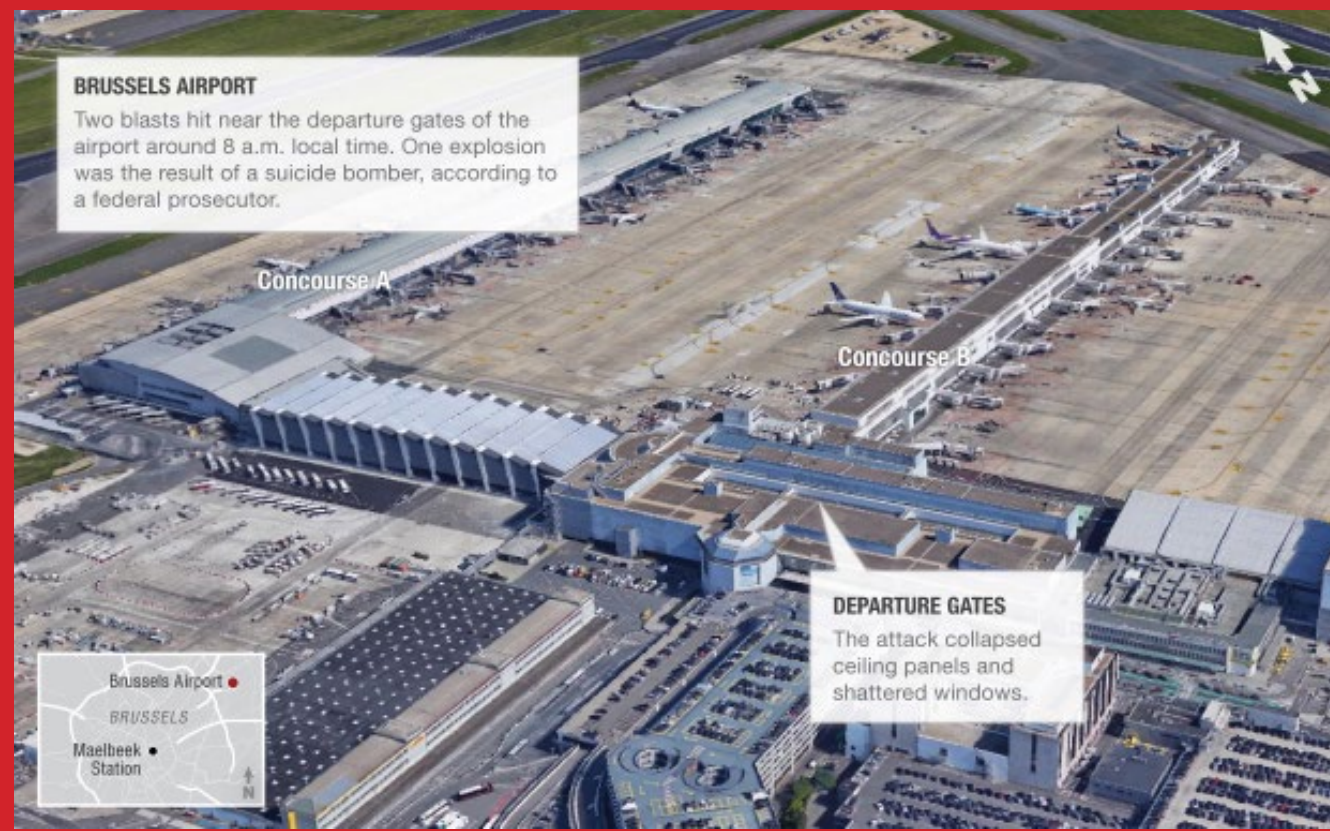 BRUSSELS AIRPORT
Two blasts hit near the departure gates of the
airport around 8 a.m. local time. One explosion
was the result of a suicide bomber, according to
a federal prosecutor.
N
Concourse A
Concourse B
DEPARTURE GATES
The attack collapsed
ceiling panels and
shattered windows.
Brussels Airport
BRUSSELS
Maelbeek
Station
N